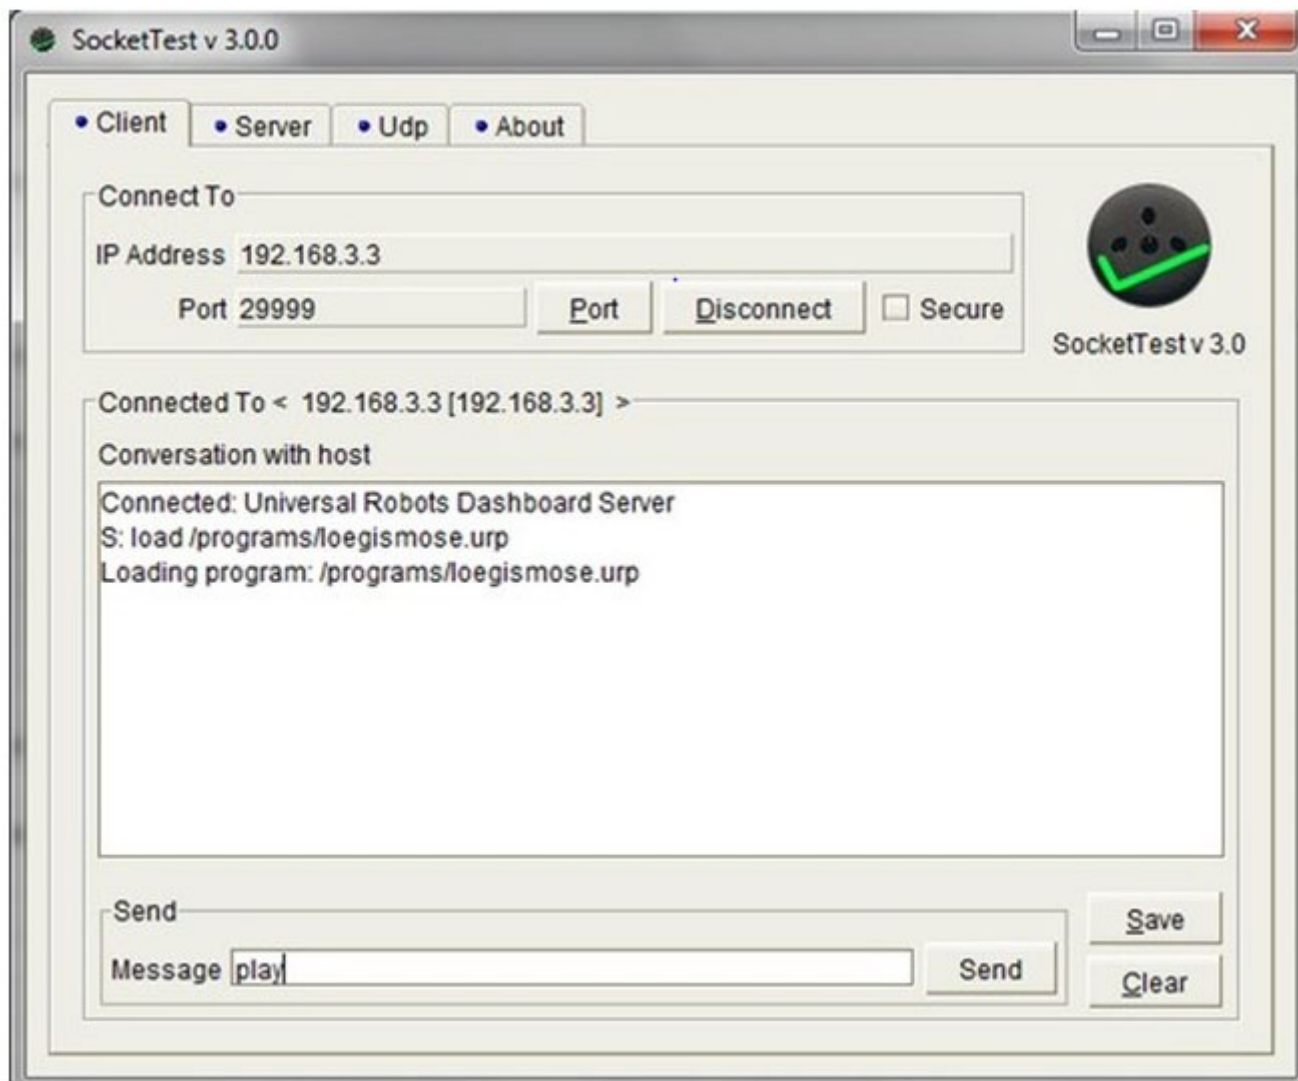 SocketTest v 3.0.0
Client Server Udp About
Connect To
IP Address 192.168.3.3
Port 29999 Port Disconnect Secure
SocketTest v 3.0
Connected To < 192.168.3.3 [192.168.3.3] >
Conversation with host
Connected: Universal Robots Dashboard Server
S: load /programs/loegismose.urp
Loading program: /programs/loegismose.urp
Send
Message play Send
Save
Clear